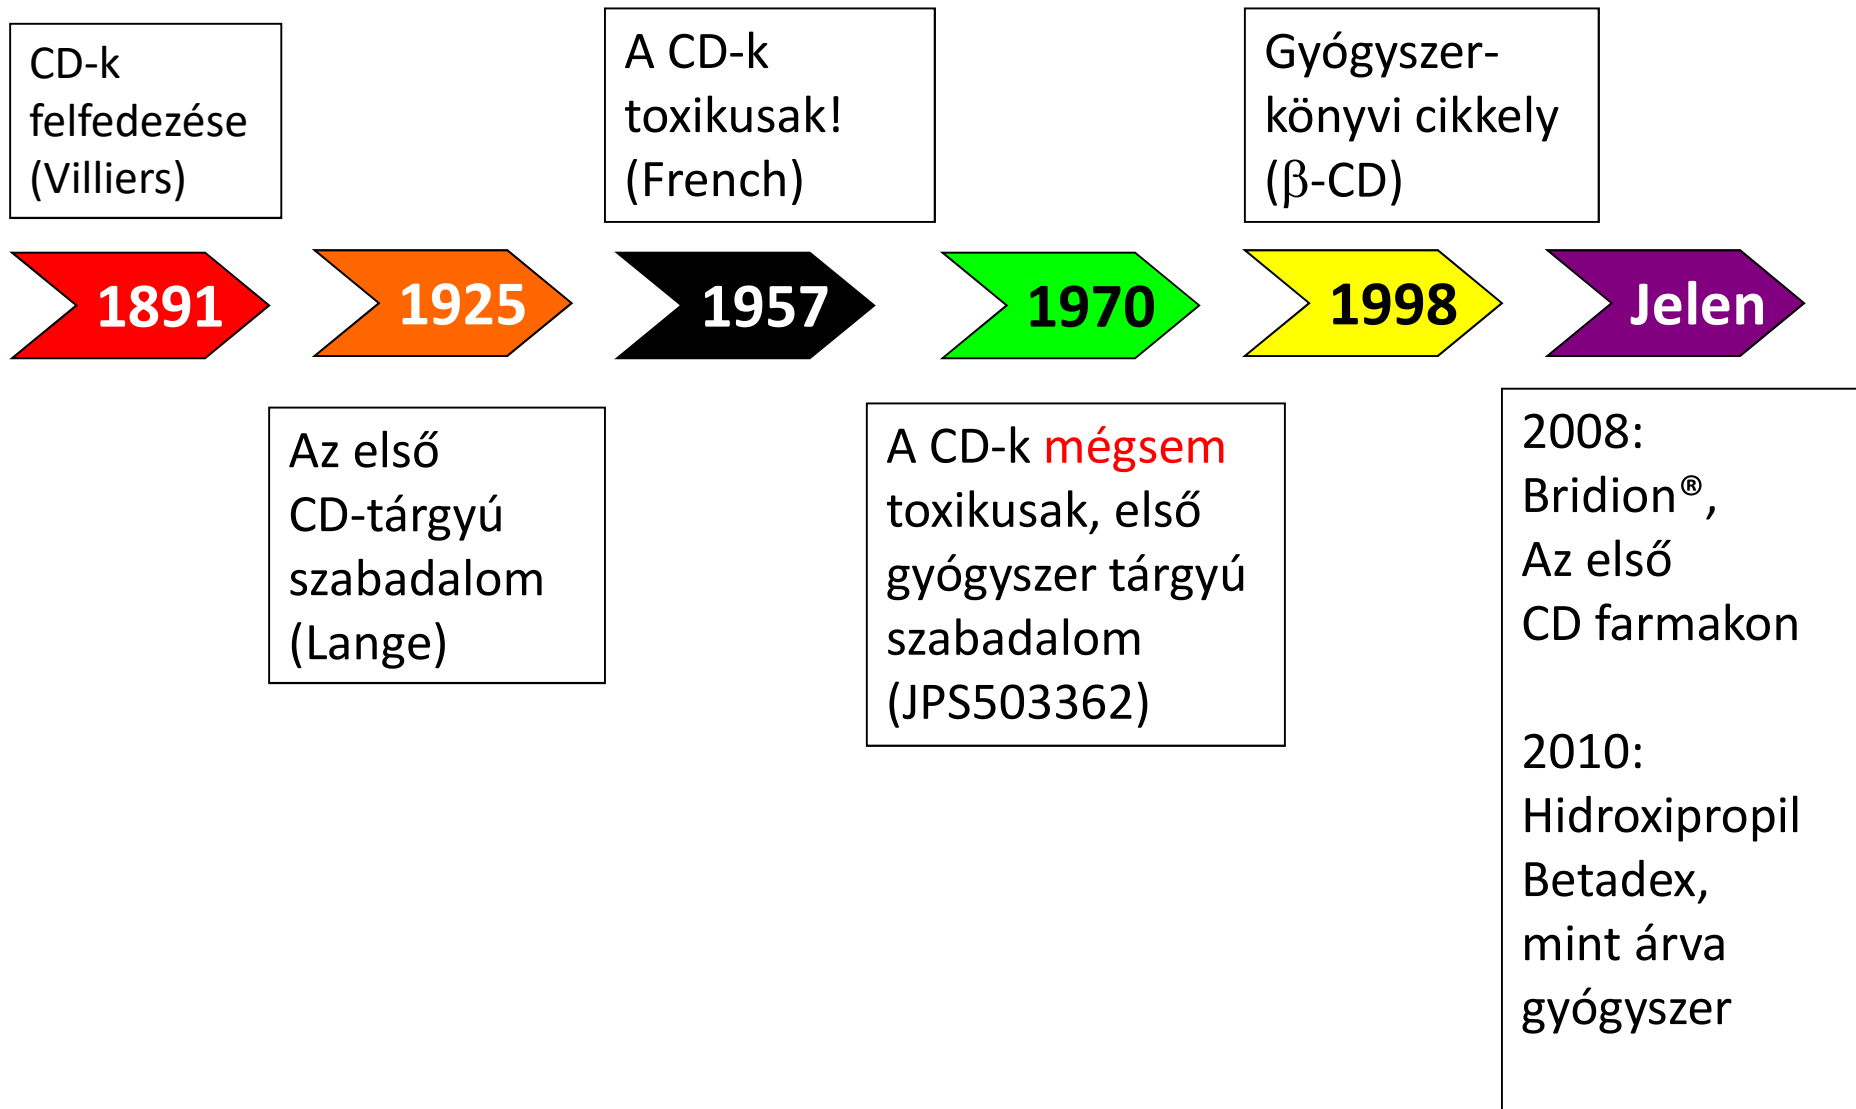 CD-k
felfedezése
(Villiers)
A CD-k
toxikusak!
(French)
Gyógyszer-
könyvi cikkely
(β-CD)
1891
1925
1957
1970
1998
Jelen
Az első
CD-tárgyú
szabadalom
(Lange)
A CD-k mégsem
toxikusak, első
gyógyszer tárgyú
szabadalom
(JPS503362)
2008:
Bridion®,
Az első
CD farmakon
2010:
Hidroxipropil
Betadex,
mint árva
gyógyszer